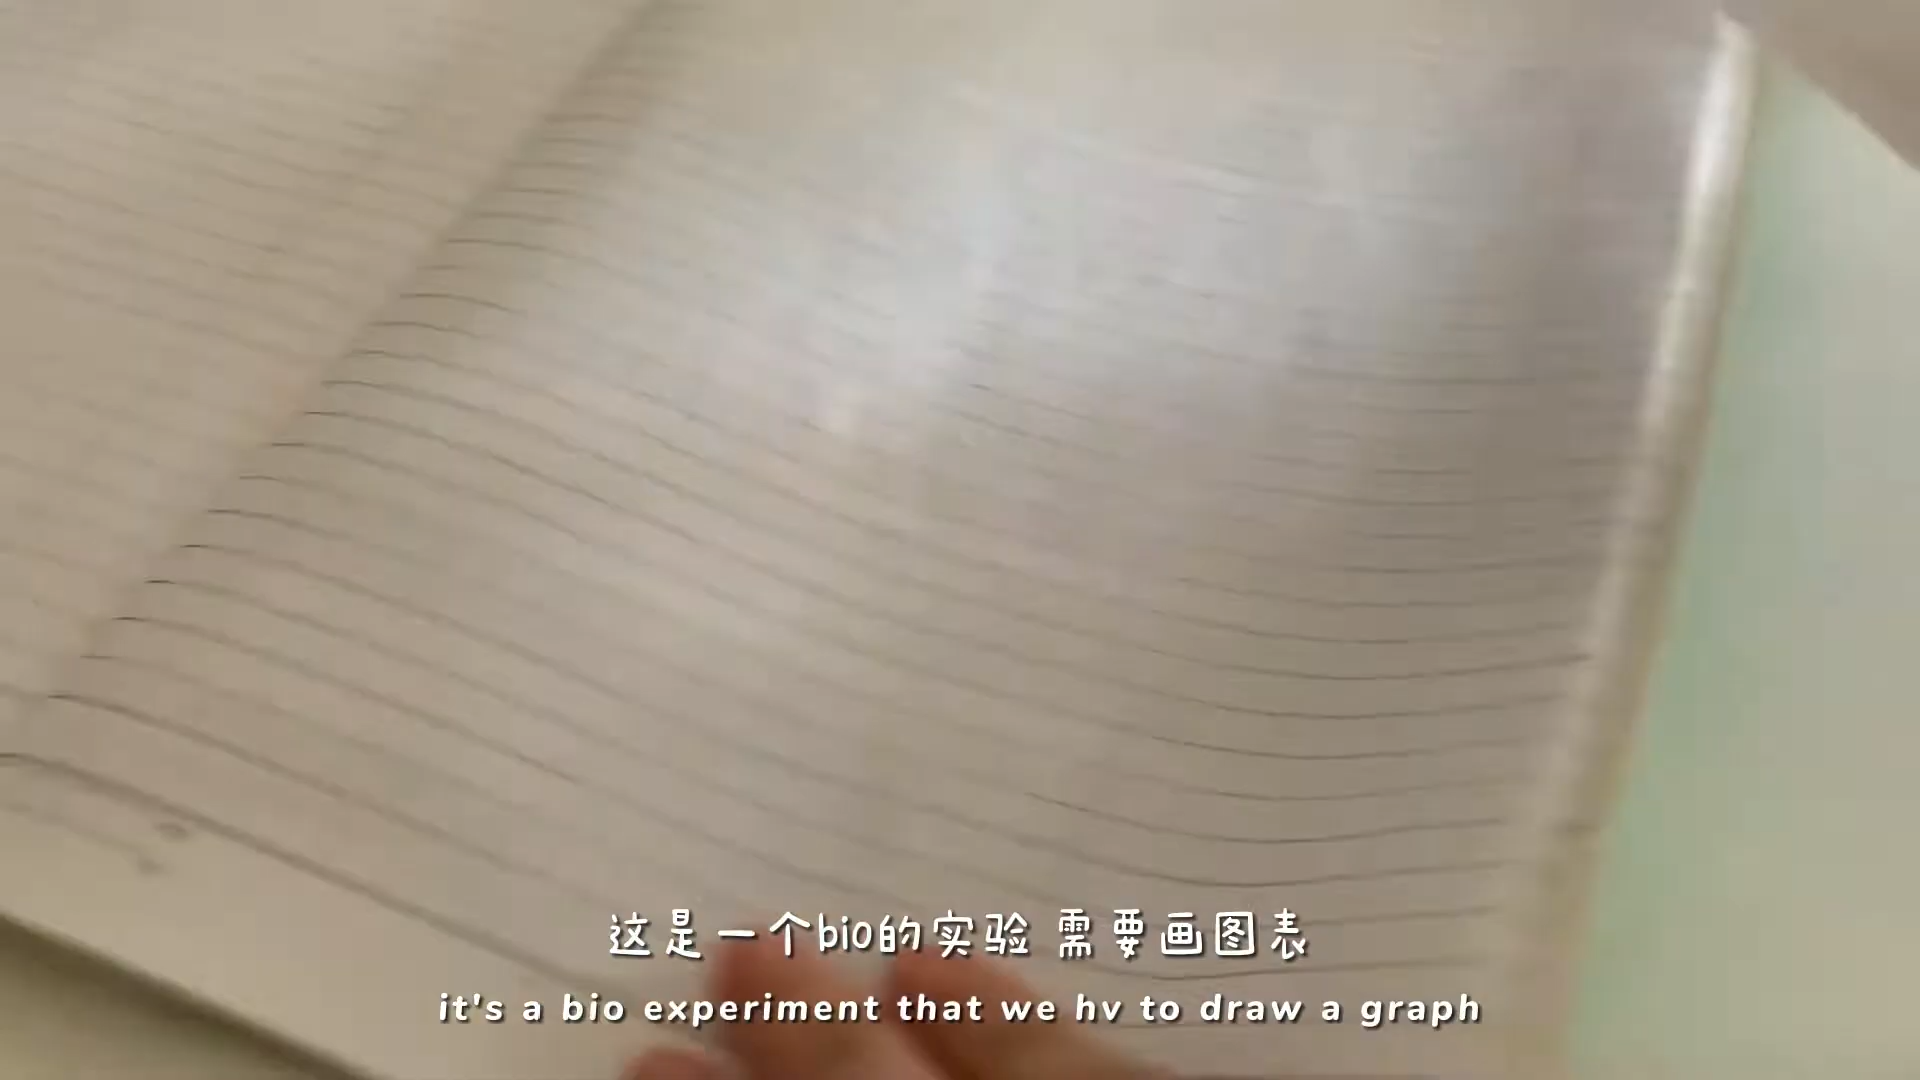 这是一个bio的实验 需要画图表
it's a bio experiment that we hv to draw a graph